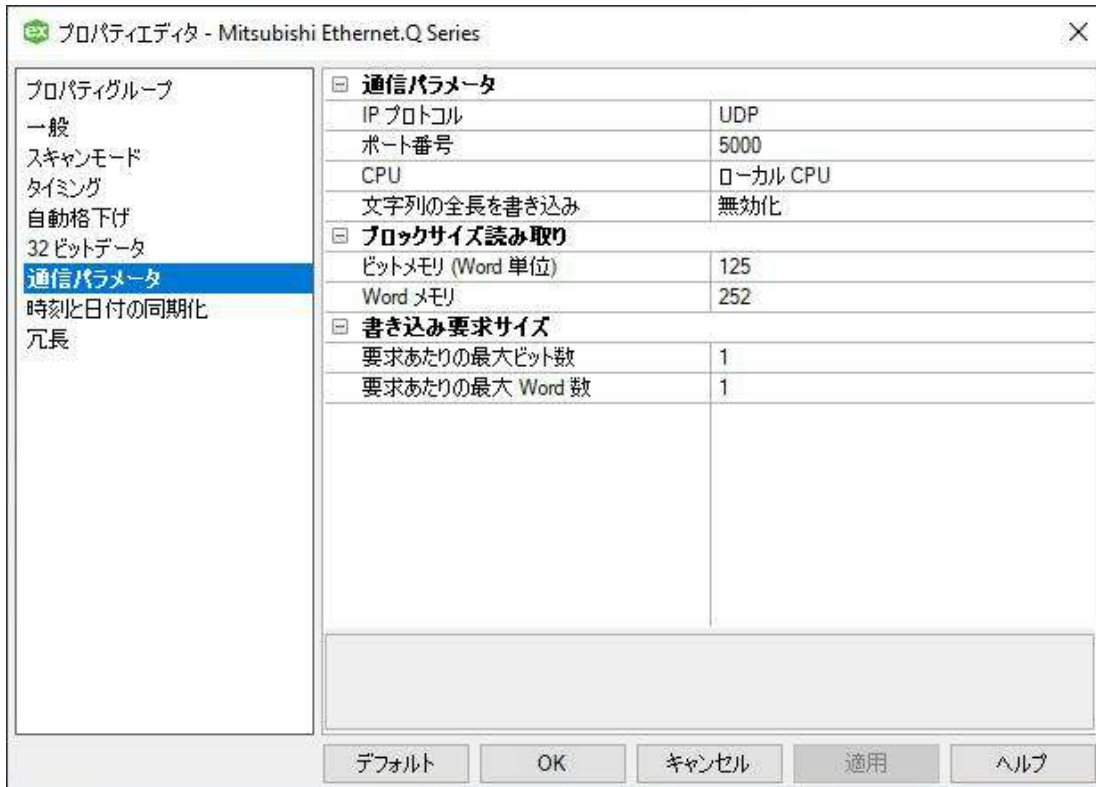 プロパティエディタ - Mitsubishi Ethernet.Q Series
プロパティグループ
一般
スキャンモード
タイミング
自動格下げ
32 ビットデータ
通信パラメータ
時刻と日付の同期化
冗長
通信パラメータ
IP プロトコル UDP
ポート番号 5000
CPU ローカル CPU
文字列の全長を書き込み 無効化
ブロックサイズ読み取り
ビットメモリ (Word 単位) 125
Word メモリ 252
書き込み要求サイズ
要求あたりの最大ビット数 1
要求あたりの最大 Word 数 1
デフォルト OK キャンセル 適用 ヘルプ